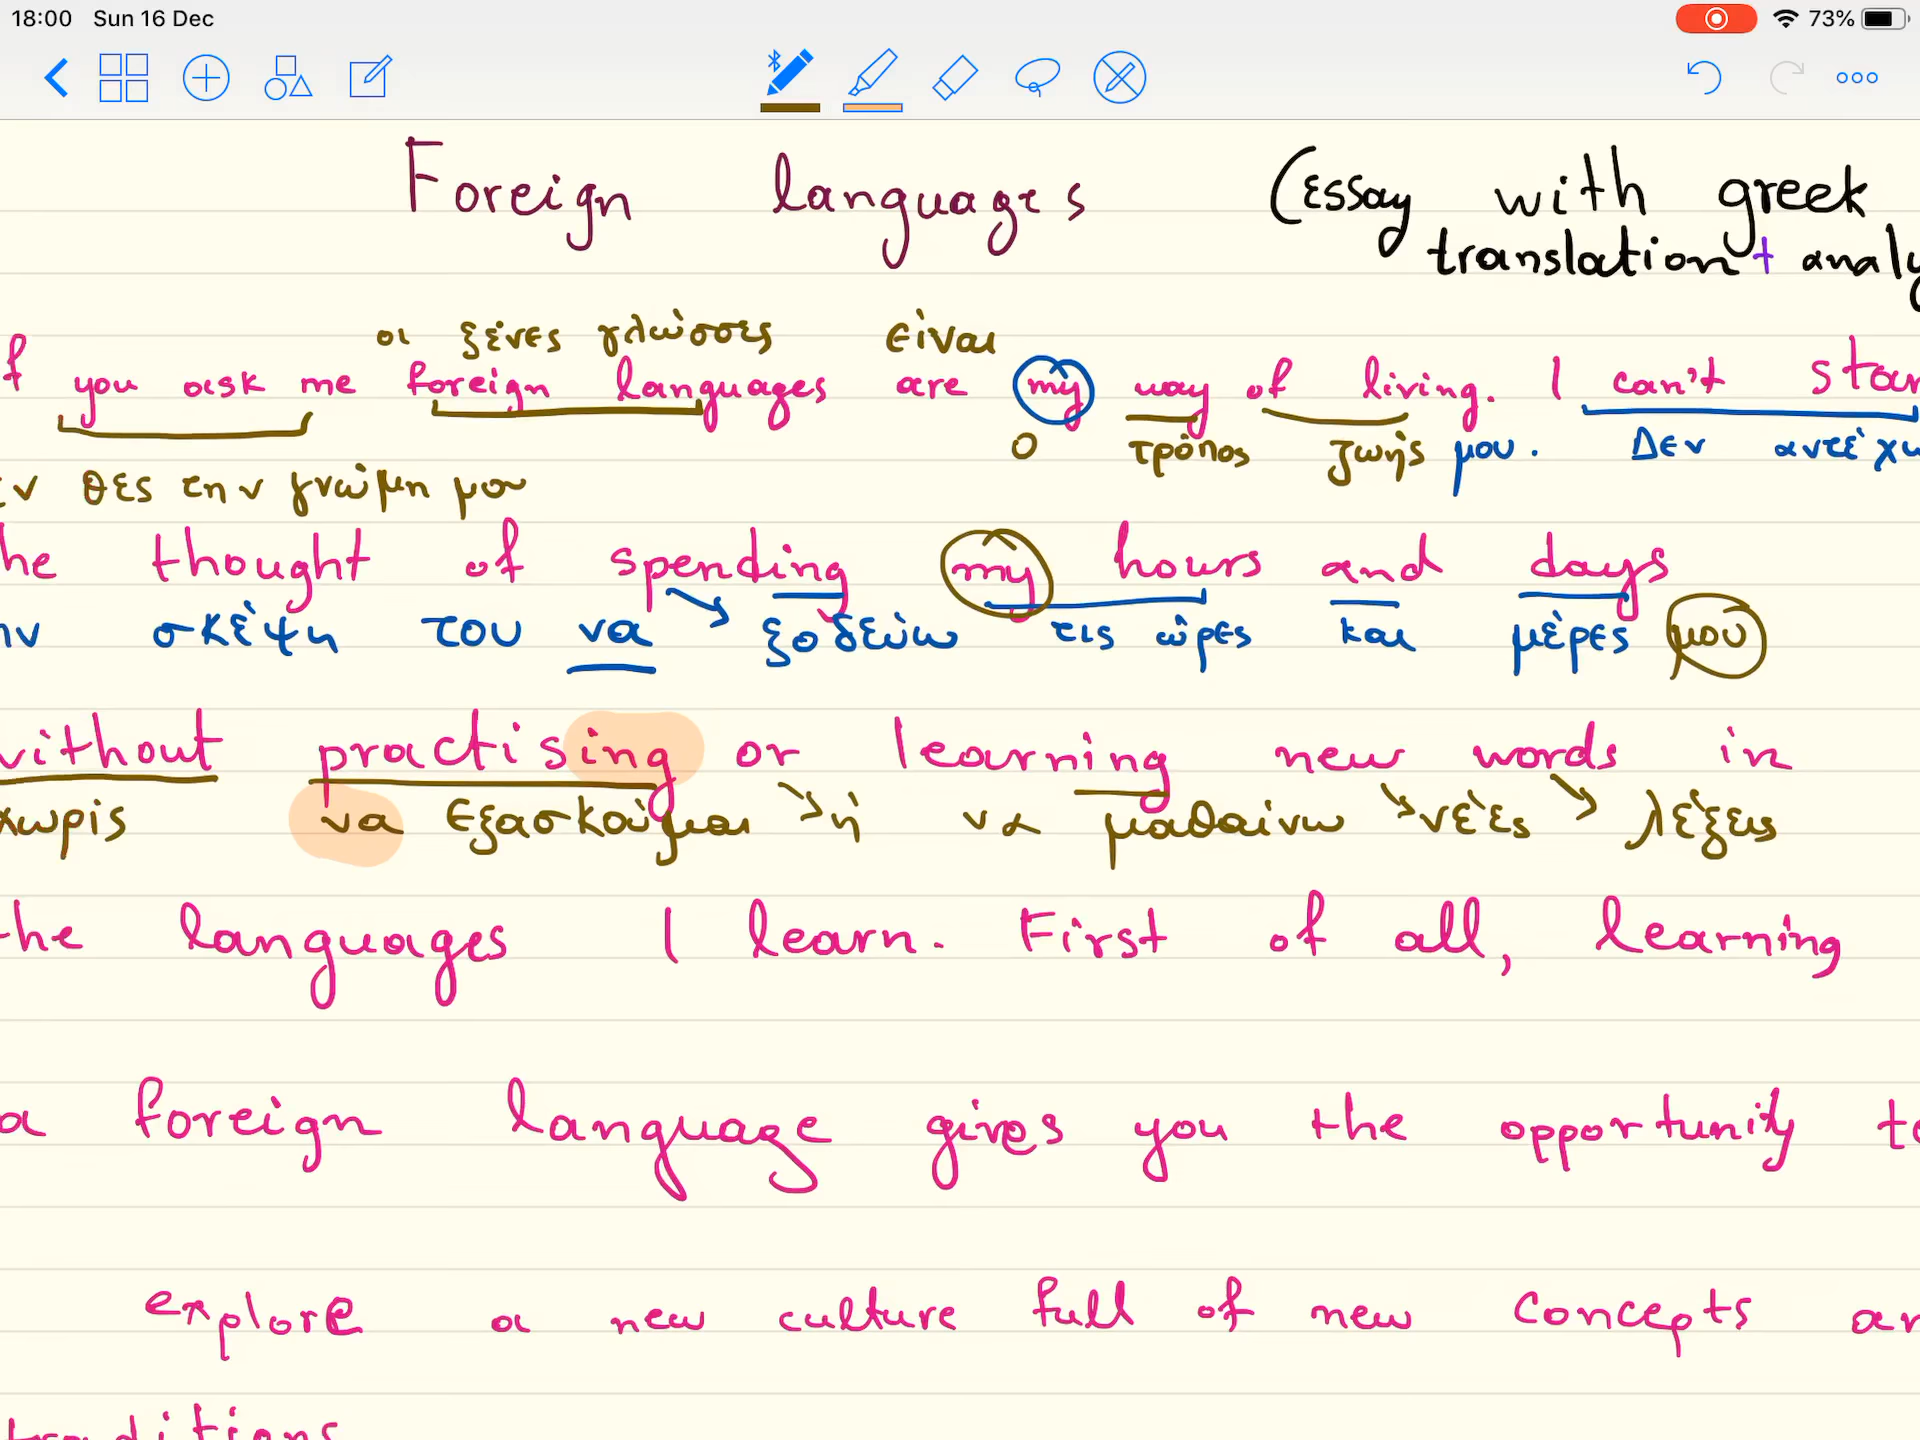 18:00 Sun 16 Dec 73%
Foreign languages (Essay with greek
translation + analy
οι ξένες γλώσσες είναι
If you ask me foreign languages are my way of living. I can't stan
ο τρόπος ζωής μου. Δεν αντέχω
θες την γνώμη μου
the thought of spending my hours and days
σκέψη του να ξοδεύω τις ώρες και μέρες μου
without practising or learning new words in
χωρίς να εξασκούμαι ή να μαθαίνω νέες λέξεις
the languages I learn. First of all, learning
a foreign language gives you the opportunity to
explore a new culture full of new concepts an
traditions